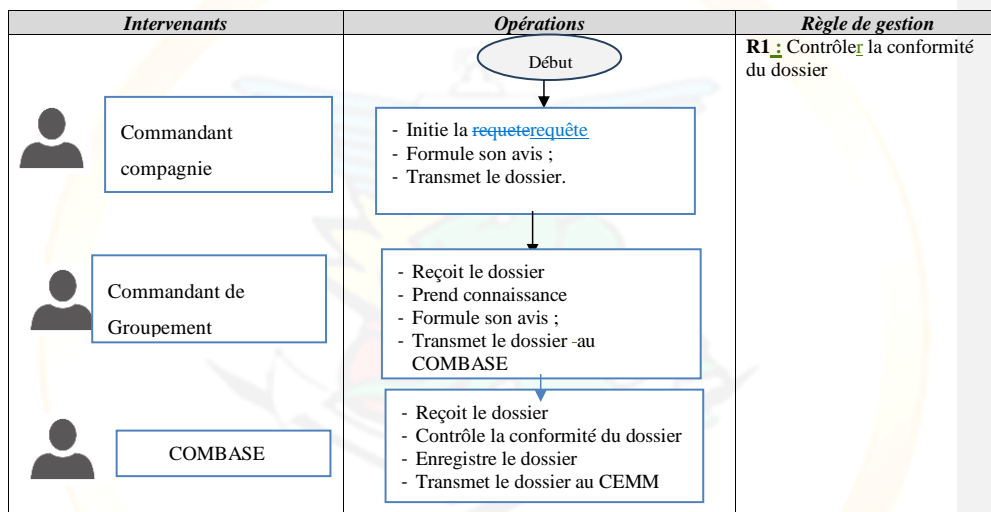 Intervenants Opérations Règle de gestion
Début
R1 : Contrôler la conformité
du dossier
Commandant
compagnie
- Initie la requeterequête
- Formule son avis ;
- Transmet le dossier.
Commandant de
Groupement
- Reçoit le dossier
- Prend connaissance
- Formule son avis ;
- Transmet le dossier -au
COMBASE
COMBASE
- Reçoit le dossier
- Contrôle la conformité du dossier
- Enregistre le dossier
- Transmet le dossier au CEMM